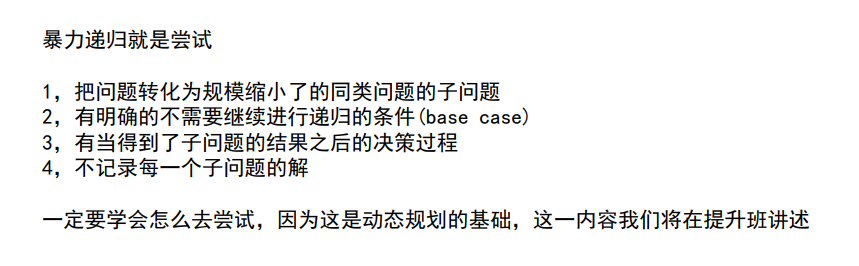 暴力递归就是尝试
1，把问题转化为规模缩小了的同类问题的子问题
2，有明确的不需要继续进行递归的条件(base case)
3，有当得到了子问题的结果之后的决策过程
4，不记录每一个子问题的解
一定要学会怎么去尝试，因为这是动态规划的基础，这一内容我们将在提升班讲述